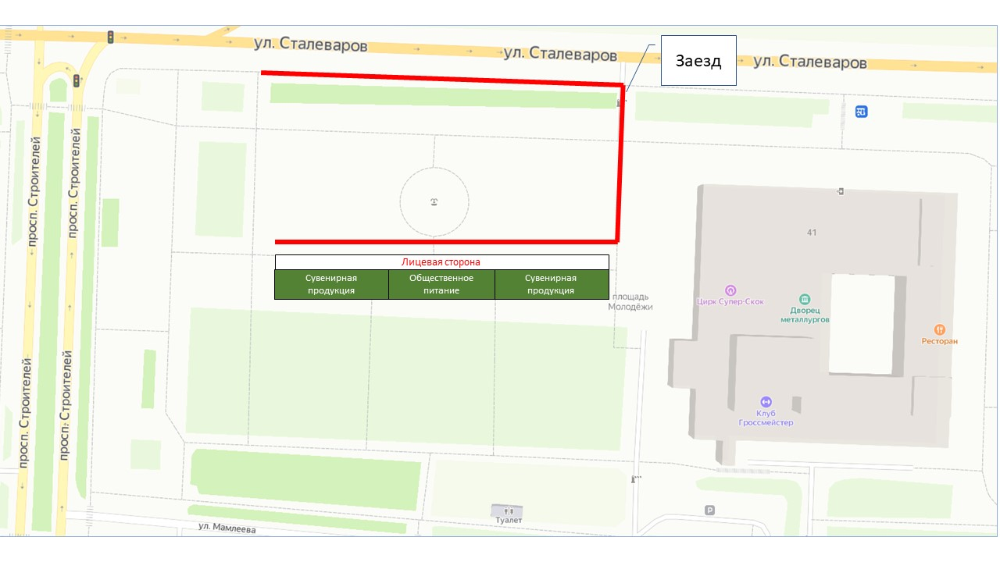 ул. Сталеваров
ул. Сталеваров
Заезд
ул. Сталеваров
просп. Строителей
просп. Строителей
41
Лицевая сторона
Сувенирная
продукция
Общественное
питание
Сувенирная
продукция
площадь
Молодёжи
Цирк Супер-Скок
Дворец
металлургов
Ресторан
просп. Строителей
просп. Строителей
Клуб
Гроссмейстер
Туалет
P
ул. Мамлеева